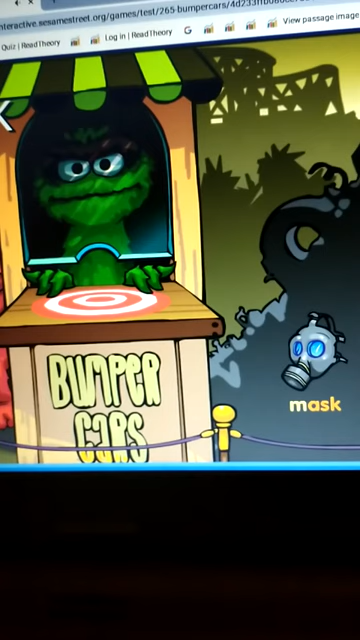 interactive.sesamestreet.org/games/test/265-bumpercars/
Quiz | ReadTheory
Log in | ReadTheory
G
View passage image
BUMPER
CARS
mask